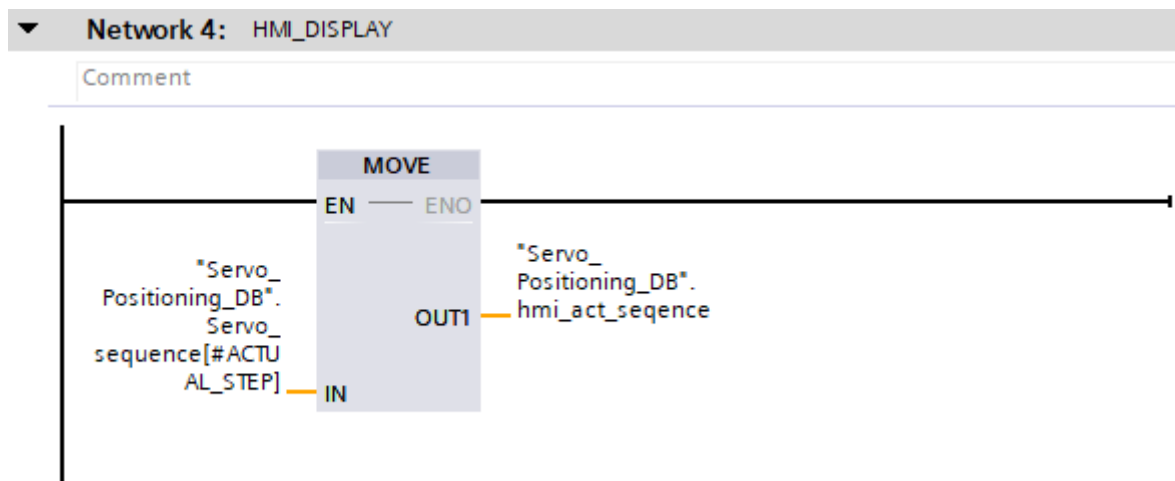 Network 4: HMI_DISPLAY
Comment
MOVE
EN ENO
"Servo_
Positioning_DB".
Servo_
sequence[#ACTU
AL_STEP]
IN
OUT1
"Servo_
Positioning_DB".
hmi_act_seqence